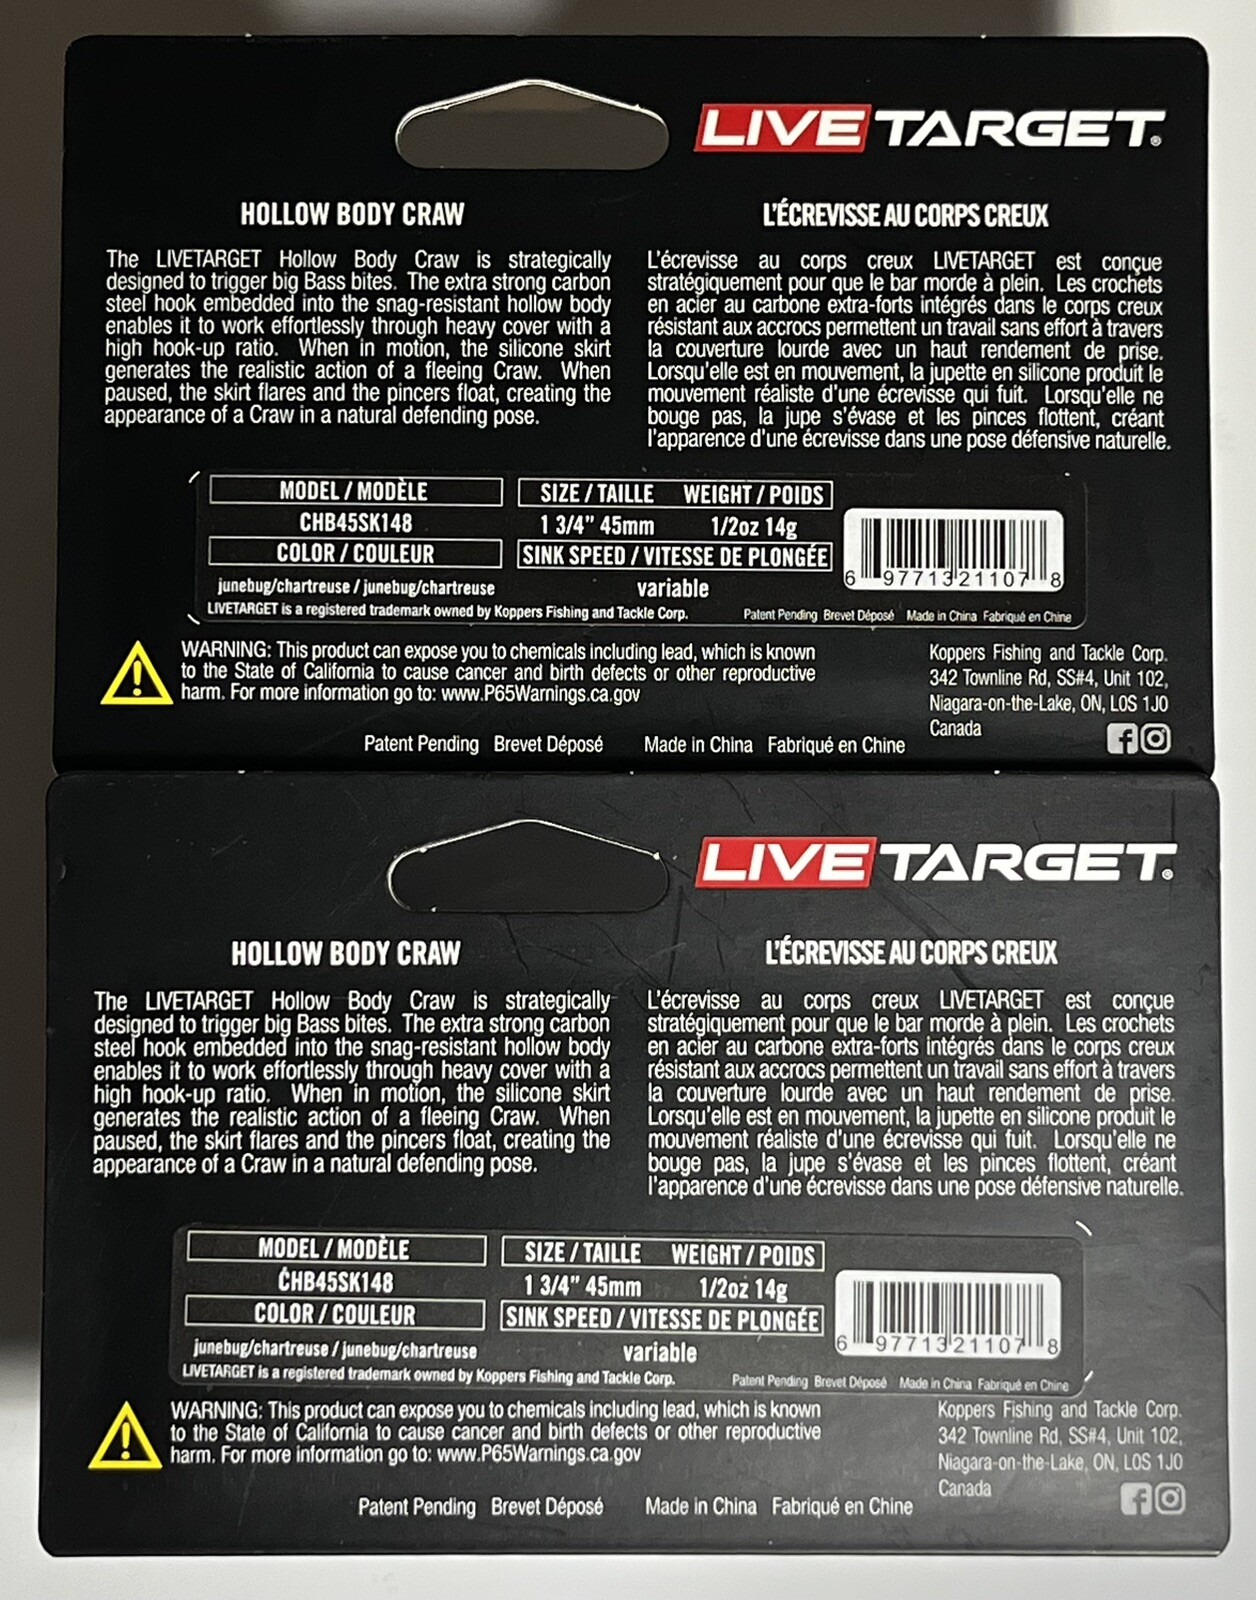 LIVETARGET®
HOLLOW BODY CRAW
The LIVETARGET Hollow Body Craw is strategically
designed to trigger big Bass bites. The extra strong carbon
steel hook embedded into the snag-resistant hollow body
enables it to work effortlessly through heavy cover with a
high hook-up ratio. When in motion, the silicone skirt
generates the realistic action of a fleeing Craw. When
paused, the skirt flares and the pincers float, creating the
appearance of a Craw in a natural defending pose.
L'ÉCREVISSE AU CORPS CREUX
L'écrevisse au corps creux LIVETARGET est conçue
stratégiquement pour que le bar morde à plein. Les crochets
en acier au carbone extra-forts intégrés dans le corps creux
résistant aux accrocs permettent un travail sans effort à travers
la couverture lourde avec un haut rendement de prise.
Lorsqu'elle est en mouvement, la jupette en silicone produit le
mouvement réaliste d'une écrevisse qui fuit. Lorsqu'elle ne
bouge pas, la jupe s'évase et les pinces flottent, créant
l'apparence d'une écrevisse dans une pose défensive naturelle.
MODEL / MODÈLE
CHB45SK148
COLOR / COULEUR
junebug/chartreuse / junebug/chartreuse
SIZE / TAILLE WEIGHT / POIDS
1 3/4" 45mm 1/2oz 14g
SINK SPEED / VITESSE DE PLONGÉE
variable
6 97713 21107 8
LIVETARGET is a registered trademark owned by Koppers Fishing and Tackle Corp. Patent Pending Brevet Déposé Made in China Fabriqué en Chine
WARNING: This product can expose you to chemicals including lead, which is known
to the State of California to cause cancer and birth defects or other reproductive
harm. For more information go to: www.P65Warnings.ca.gov
Koppers Fishing and Tackle Corp.
342 Townline Rd, SS#4, Unit 102,
Niagara-on-the-Lake, ON, L0S 1J0
Canada
Patent Pending Brevet Déposé Made in China Fabriqué en Chine
LIVETARGET®
HOLLOW BODY CRAW
The LIVETARGET Hollow Body Craw is strategically
designed to trigger big Bass bites. The extra strong carbon
steel hook embedded into the snag-resistant hollow body
enables it to work effortlessly through heavy cover with a
high hook-up ratio. When in motion, the silicone skirt
generates the realistic action of a fleeing Craw. When
paused, the skirt flares and the pincers float, creating the
appearance of a Craw in a natural defending pose.
L'ÉCREVISSE AU CORPS CREUX
L'écrevisse au corps creux LIVETARGET est conçue
stratégiquement pour que le bar morde à plein. Les crochets
en acier au carbone extra-forts intégrés dans le corps creux
résistant aux accrocs permettent un travail sans effort à travers
la couverture lourde avec un haut rendement de prise.
Lorsqu'elle est en mouvement, la jupette en silicone produit le
mouvement réaliste d'une écrevisse qui fuit. Lorsqu'elle ne
bouge pas, la jupe s'évase et les pinces flottent, créant
l'apparence d'une écrevisse dans une pose défensive naturelle.
MODEL / MODÈLE
CHB45SK148
COLOR / COULEUR
junebug/chartreuse / junebug/chartreuse
SIZE / TAILLE WEIGHT / POIDS
1 3/4" 45mm 1/2oz 14g
SINK SPEED / VITESSE DE PLONGÉE
variable
6 97713 21107 8
LIVETARGET is a registered trademark owned by Koppers Fishing and Tackle Corp. Patent Pending Brevet Déposé Made in China Fabriqué en Chine
WARNING: This product can expose you to chemicals including lead, which is known
to the State of California to cause cancer and birth defects or other reproductive
harm. For more information go to: www.P65Warnings.ca.gov
Koppers Fishing and Tackle Corp.
342 Townline Rd, SS#4, Unit 102,
Niagara-on-the-Lake, ON, L0S 1J0
Canada
Patent Pending Brevet Déposé Made in China Fabriqué en Chine